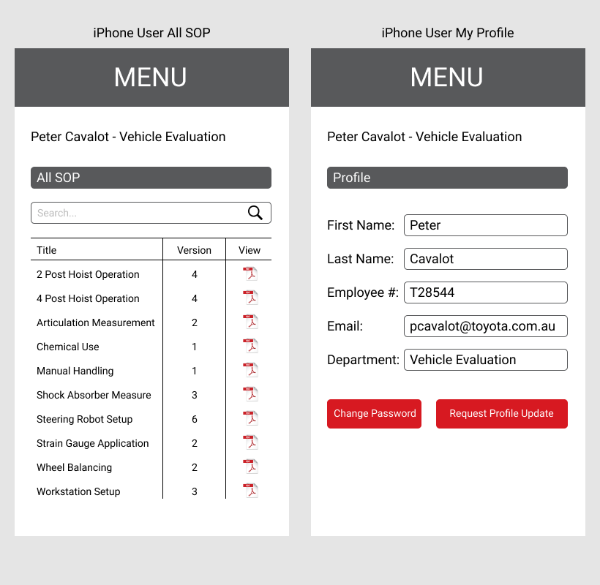 iPhone User All SOP
MENU
Peter Cavalot - Vehicle Evaluation
All SOP
Search...
Title Version View
2 Post Hoist Operation 4
4 Post Hoist Operation 4
Articulation Measurement 2
Chemical Use 1
Manual Handling 1
Shock Absorber Measure 3
Steering Robot Setup 6
Strain Gauge Application 2
Wheel Balancing 2
Workstation Setup 3
iPhone User My Profile
MENU
Peter Cavalot - Vehicle Evaluation
Profile
First Name: Peter
Last Name: Cavalot
Employee #: T28544
Email: pcavalot@toyota.com.au
Department: Vehicle Evaluation
Change Password Request Profile Update